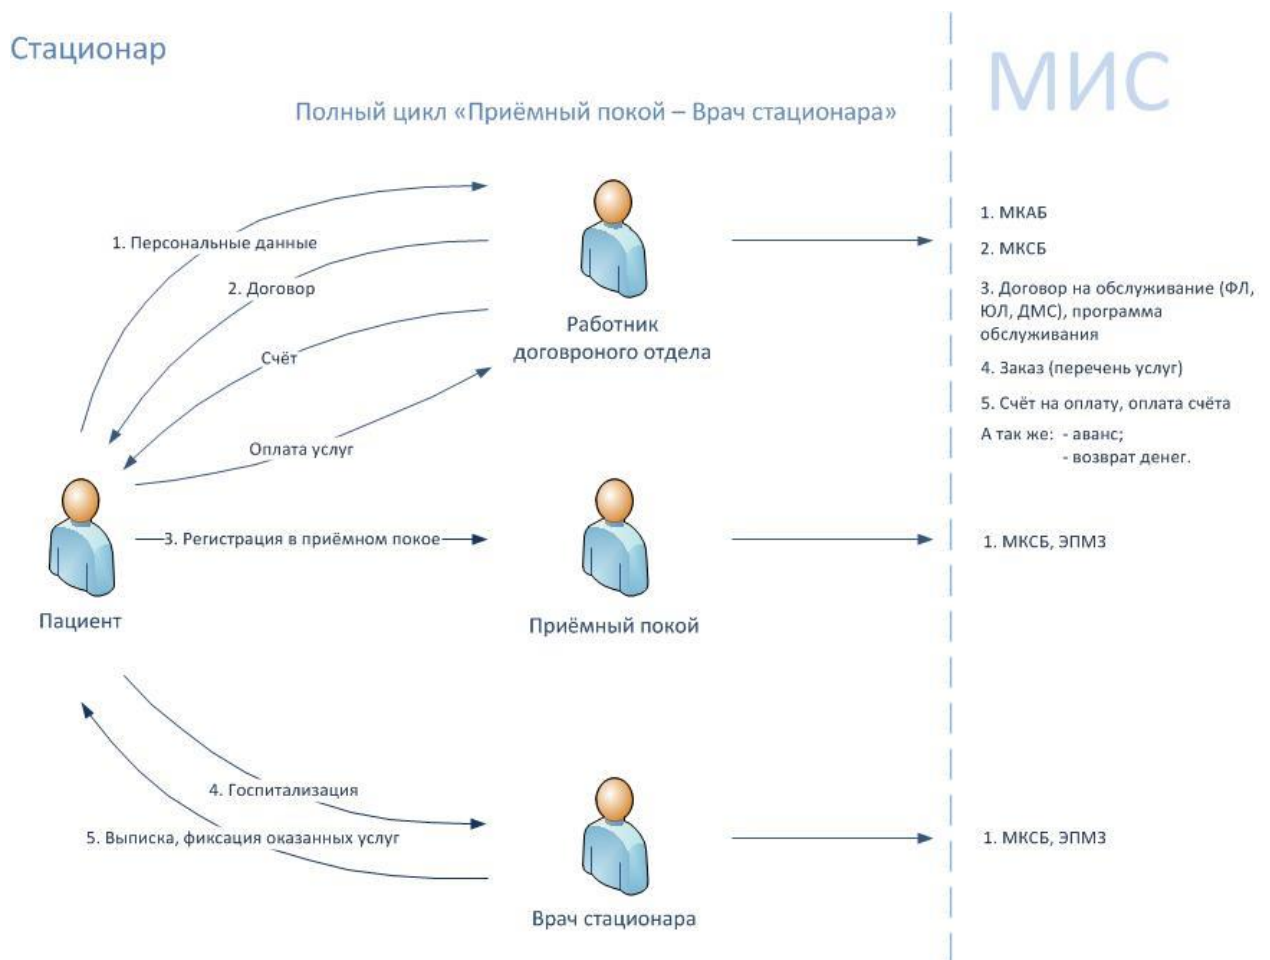 Стационар
МИС
Полный цикл «Приёмный покой – Врач стационара»
1. Персональные данные
2. Договор
Счёт
Оплата услуг
Работник
договроного отдела
1. МКАБ
2. МКСБ
3. Договор на обслуживание (ФЛ,
ЮЛ, ДМС), программа
обслуживания
4. Заказ (перечень услуг)
5. Счёт на оплату, оплата счёта
А так же: - аванс;
- возврат денег.
3. Регистрация в приёмном покое
Пациент
Приёмный покой
1. МКСБ, ЭПМЗ
4. Госпитализация
5. Выписка, фиксация оказанных услуг
Врач стационара
1. МКСБ, ЭПМЗ